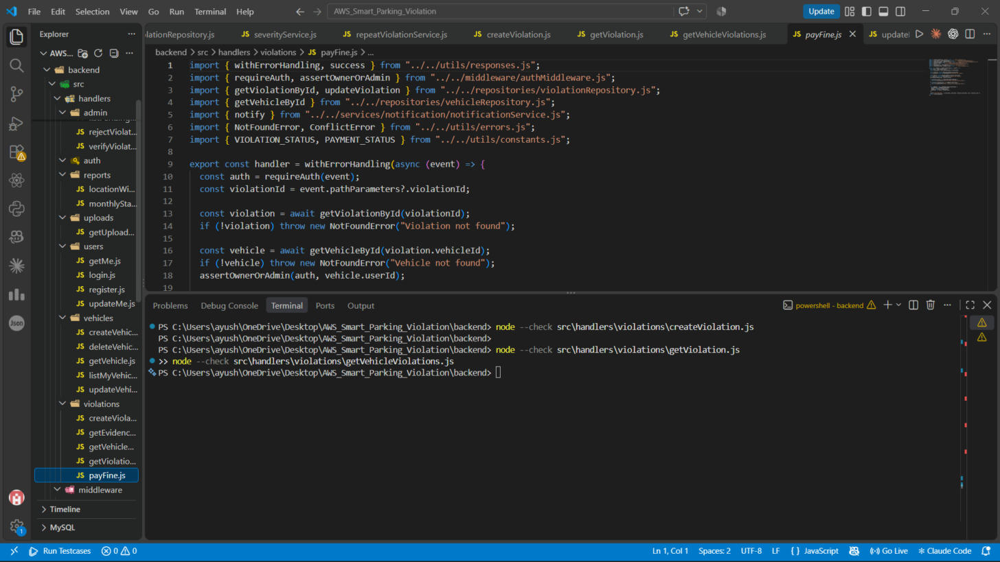 File Edit Selection View Go Run Terminal Help
AWS_Smart_Parking_Violation
Update
Explorer
AWS...
backend
src
handlers
admin
rejectViolat...
verifyViolat...
auth
reports
locationWi...
monthlySta...
uploads
getUpload...
users
getMe.js
login.js
register.js
updateMe.js
vehicles
createVehic...
deleteVehic...
getVehicle.js
listMyVehic...
updateVehi...
violations
createViola...
getEvidenc...
getVehicle...
getViolatio...
payFine.js
middleware
Timeline
MySQL
lationRepository.js severityService.js repeatViolationService.js createViolation.js getViolation.js getVehicleViolations.js payFine.js updateI
backend > src > handlers > violations > JS payFine.js > ...
1 import { withErrorHandling, success } from "../../utils/responses.js";
2 import { requireAuth, assertOwnerOrAdmin } from "../../middleware/authMiddleware.js";
3 import { getViolationById, updateViolation } from "../../repositories/violationRepository.js";
4 import { getVehicleById } from "../../repositories/vehicleRepository.js";
5 import { notify } from "../../services/notification/notificationService.js";
6 import { NotFoundError, ConflictError } from "../../utils/errors.js";
7 import { VIOLATION_STATUS, PAYMENT_STATUS } from "../../utils/constants.js";
8
9 export const handler = withErrorHandling(async (event) => {
10 const auth = requireAuth(event);
11 const violationId = event.pathParameters?.violationId;
12
13 const violation = await getViolationById(violationId);
14 if (!violation) throw new NotFoundError("Violation not found");
15
16 const vehicle = await getVehicleById(violation.vehicleId);
17 if (!vehicle) throw new NotFoundError("Vehicle not found");
18 assertOwnerOrAdmin(auth, vehicle.userId);
19
Problems Debug Console Terminal Ports Output
powershell - backend
PS C:\Users\ayush\OneDrive\Desktop\AWS_Smart_Parking_Violation\backend> node --check src\handlers\violations\createViolation.js
PS C:\Users\ayush\OneDrive\Desktop\AWS_Smart_Parking_Violation\backend>
PS C:\Users\ayush\OneDrive\Desktop\AWS_Smart_Parking_Violation\backend> node --check src\handlers\violations\getViolation.js
>> node --check src\handlers\violations\getVehicleViolations.js
PS C:\Users\ayush\OneDrive\Desktop\AWS_Smart_Parking_Violation\backend>
Run Testcases 0 0 Ln 1, Col 1 Spaces: 2 UTF-8 LF { } JavaScript Go Live Claude Code